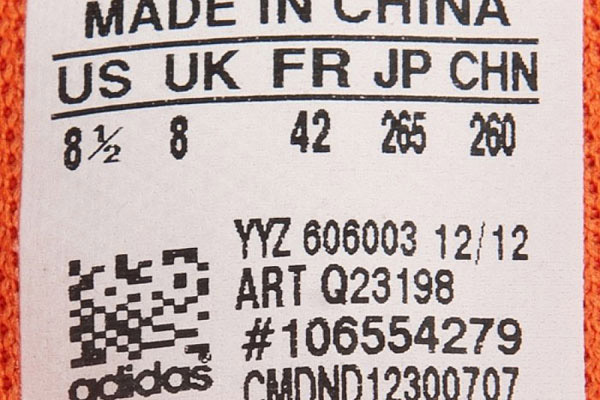 MADE IN CHINA
US UK FR JP CHN
8½ 8 42 265 260
YYZ 606003 12/12
ART Q23198
#106554279
adidas®
CMDND12300707